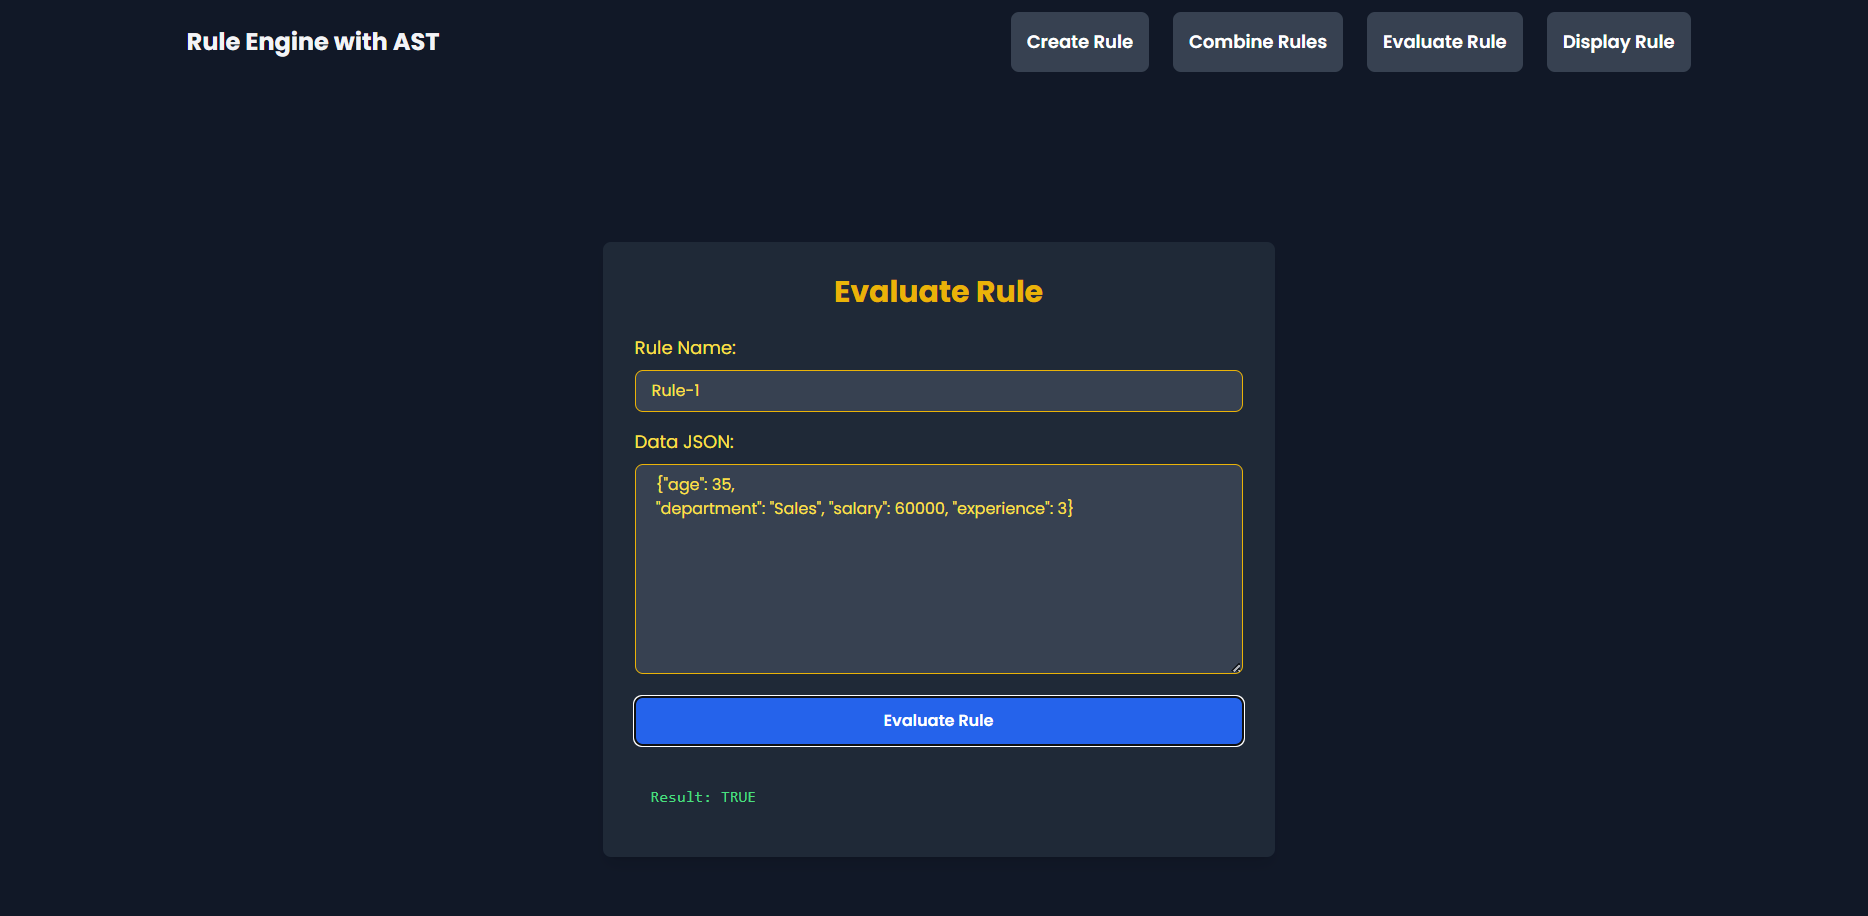 Rule Engine with AST
Create Rule
Combine Rules
Evaluate Rule
Display Rule
Evaluate Rule
Rule Name:
Rule-1
Data JSON:
{"age": 35,
"department": "Sales", "salary": 60000, "experience": 3}
Evaluate Rule
Result: TRUE